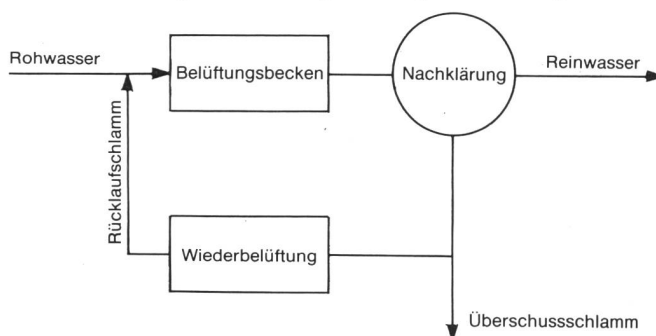 Rohwasser
Belüftungsbecken
Nachklärung
Reinwasser
Rücklaufschlamm
Wiederbelüftung
Überschussschlamm